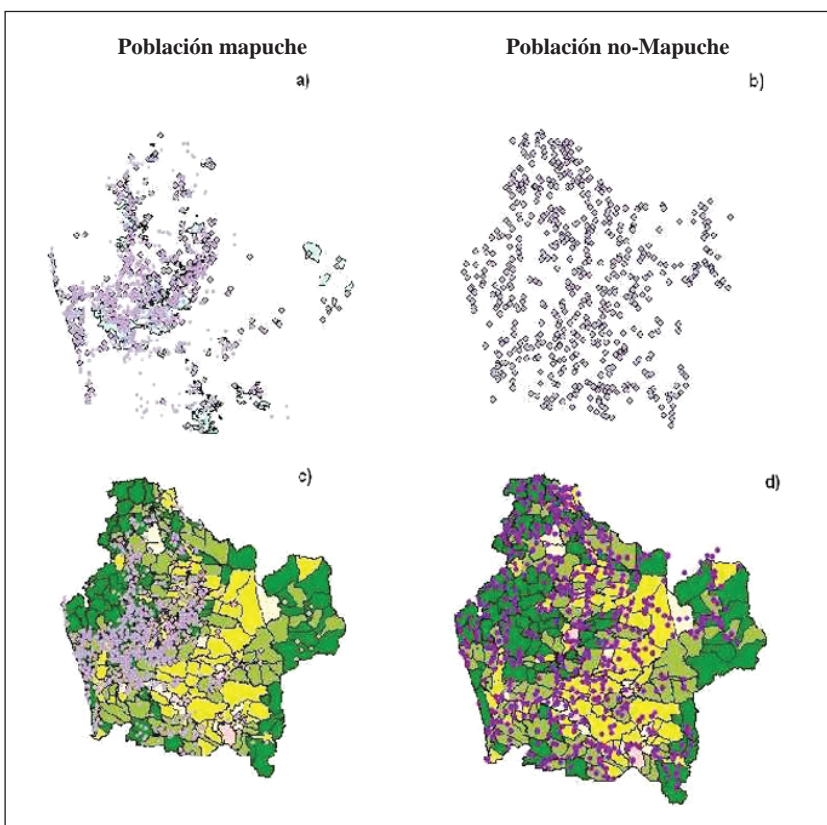 Población mapuche
Población no-Mapuche
a)
b)
c)
d)